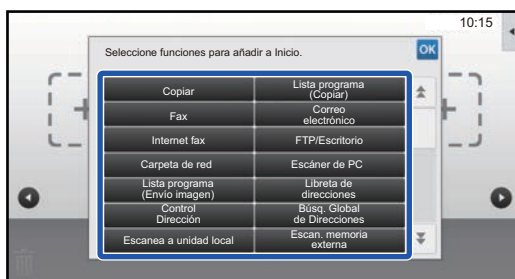 10:15
Seleccione funciones para añadir a Inicio.
OK
Copiar
Lista programa
(Copiar)
Fax
Correo
electrónico
Internet fax
FTP/Escritorio
Carpeta de red
Escáner de PC
Lista programa
(Envío imagen)
Libreta de
direcciones
Control
Dirección
Búsq. Global
de Direcciones
Escanea a unidad local
Escan. memoria
externa